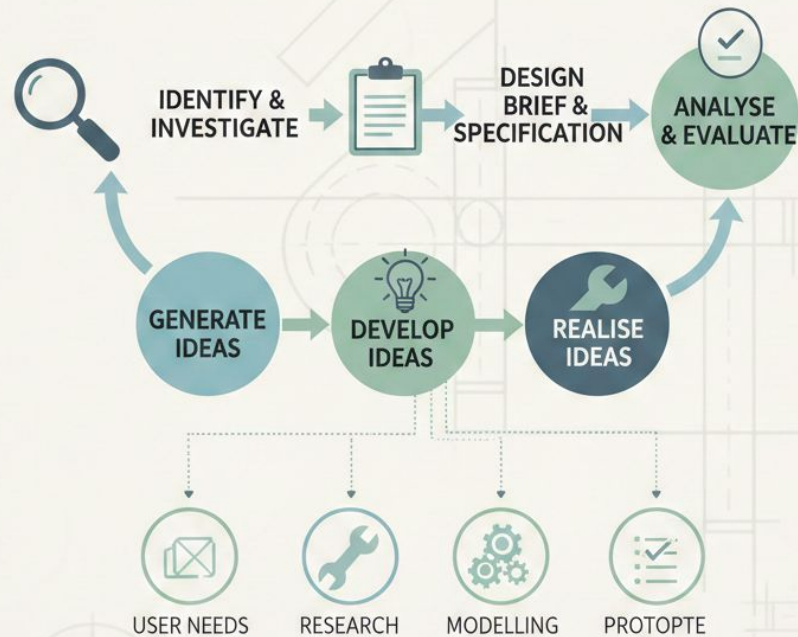 IDENTIFY &
INVESTIGATE
DESIGN
BRIEF &
SPECIFICATION
ANALYSE
& EVALUATE
GENERATE
IDEAS
DEVELOP
IDEAS
REALISE
IDEAS
USER NEEDS
RESEARCH
MODELLING
PROTOPTE